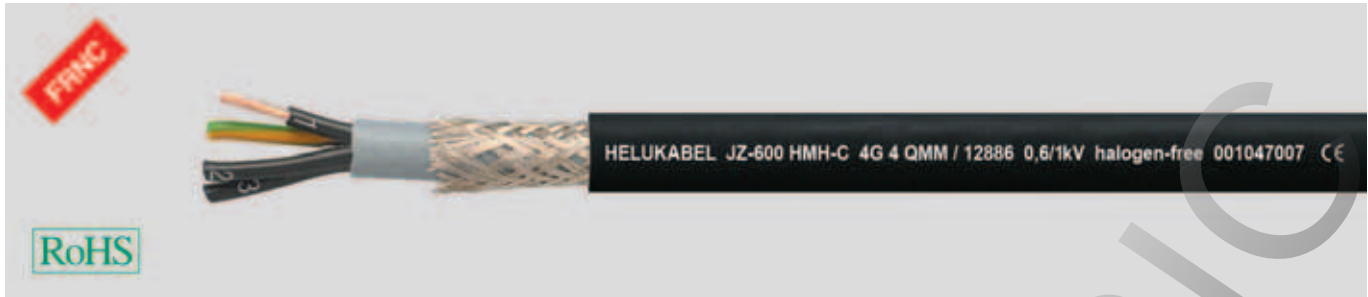 FRNC
1
2
3
HELUKABEL JZ-600 HMH-C 4G 4 QMM / 12886 0,6/1kV halogen-free 001047007 CE
RoHS